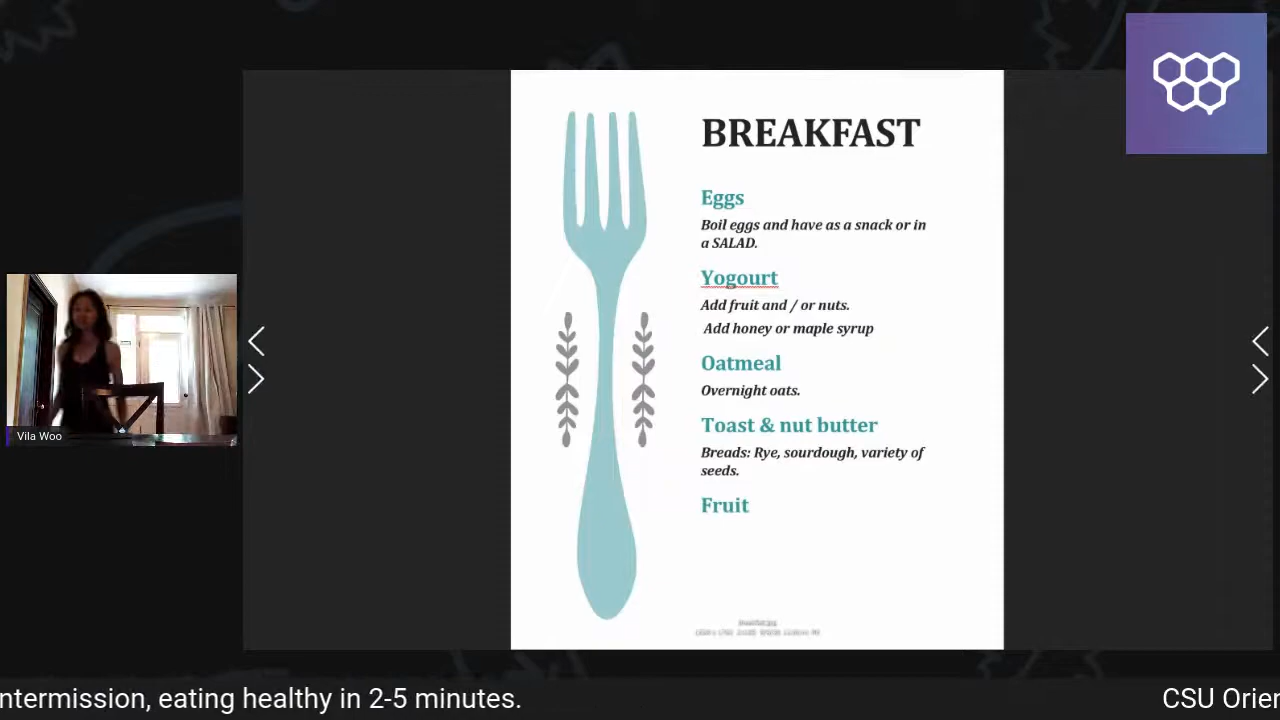 BREAKFAST
Eggs
Boil eggs and have as a snack or in
a SALAD.
Yogourt
Add fruit and / or nuts.
Add honey or maple syrup
Oatmeal
Overnight oats.
Toast & nut butter
Breads: Rye, sourdough, variety of
seeds.
Fruit
Vila Woo
ntermission, eating healthy in 2-5 minutes.
CSU Orier